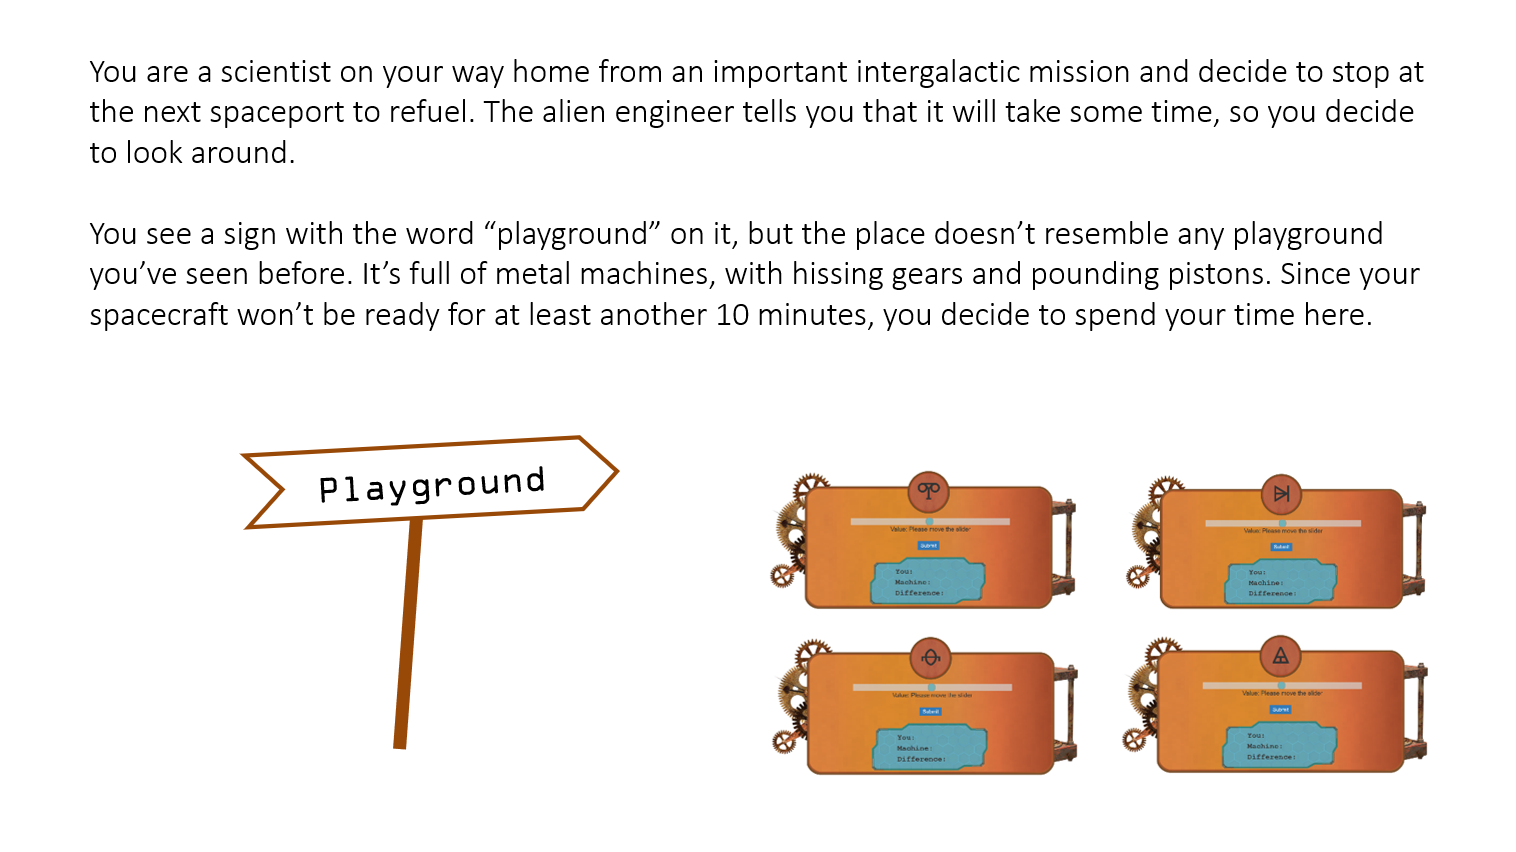 You are a scientist on your way home from an important intergalactic mission and decide to stop at
the next spaceport to refuel. The alien engineer tells you that it will take some time, so you decide
to look around.
You see a sign with the word “playground” on it, but the place doesn’t resemble any playground
you’ve seen before. It’s full of metal machines, with hissing gears and pounding pistons. Since your
spacecraft won’t be ready for at least another 10 minutes, you decide to spend your time here.
Playground
Value: Please move the slider
Submit
You:
Machine:
Difference:
Value: Please move the slider
Submit
You:
Machine:
Difference:
Value: Please move the slider
Submit
You:
Machine:
Difference:
Value: Please move the slider
Submit
You:
Machine:
Difference: